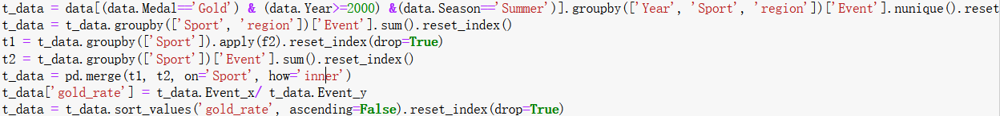 t_data = data[(data.Medal=='Gold') & (data.Year>=2000) &(data.Season=='Summer')].groupby(['Year', 'Sport', 'region'])['Event'].nunique().reset
t_data = t_data.groupby(['Sport', 'region'])['Event'].sum().reset_index()
t1 = t_data.groupby(['Sport']).apply(f2).reset_index(drop=True)
t2 = t_data.groupby(['Sport'])['Event'].sum().reset_index()
t_data = pd.merge(t1, t2, on='Sport', how='inner')
t_data['gold_rate'] = t_data.Event_x/ t_data.Event_y
t_data = t_data.sort_values('gold_rate', ascending=False).reset_index(drop=True)